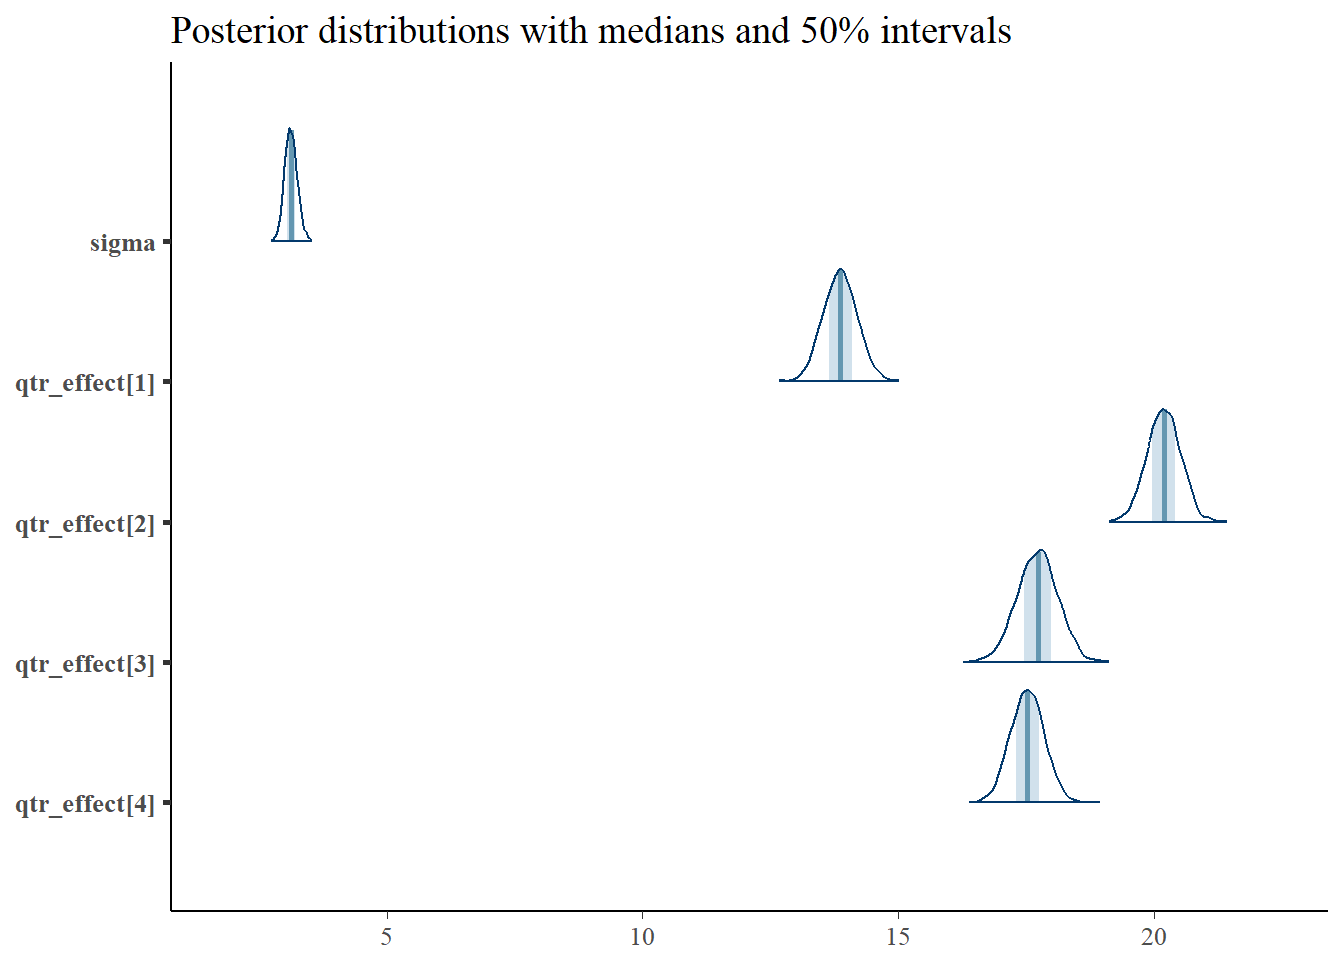 Posterior distributions with medians and 50% intervals
sigma
qtr_effect[1]
qtr_effect[2]
qtr_effect[3]
qtr_effect[4]
5 10 15 20